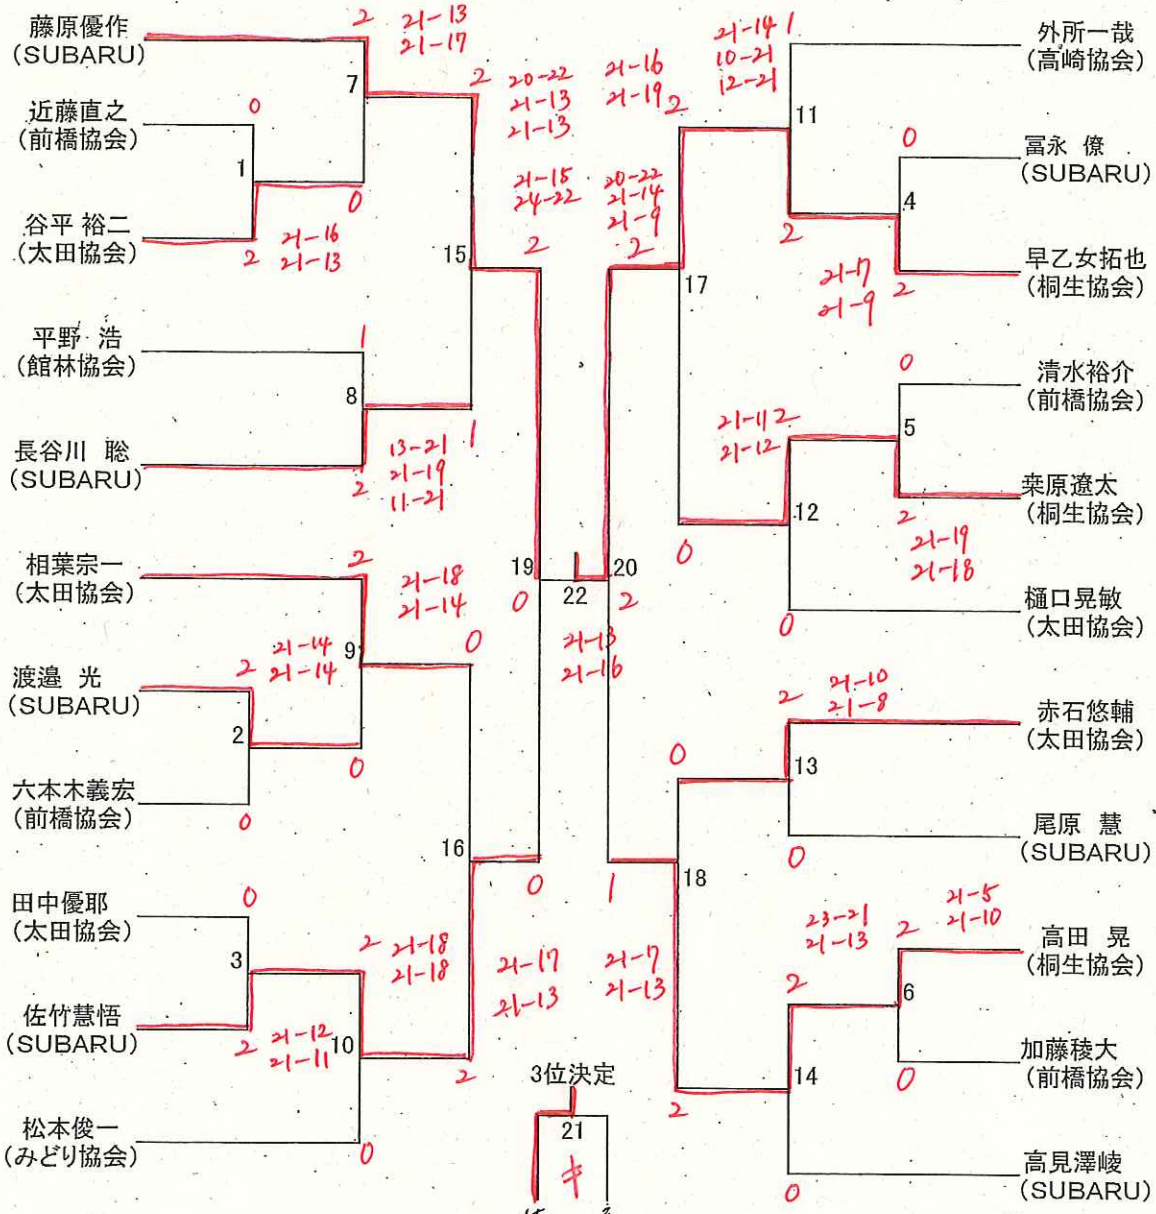 藤原優作
(SUBARU)
2
21-13
21-17
7
近藤直之
(前橋協会)
0
1
谷平 裕二
(太田協会)
2
21-16
21-13
0
2
20-22
21-13
21-13
15
平野 浩
(館林協会)
1
8
長谷川 聡
(SUBARU)
2
13-21
21-19
11-21
1
21-15
24-22
2
相葉宗一
(太田協会)
2
21-18
21-14
9
0
渡邉 光
(SUBARU)
2
21-14
21-14
2
0
六本木義宏
(前橋協会)
0
16
田中優耶
(太田協会)
0
3
佐竹慧悟
(SUBARU)
2
21-12
21-11
2
21-18
21-18
10
2
松本俊一
(みどり協会)
0
0
21-17
21-13
19
0
22
20
2
21-13
21-16
3位決定
21
外所一哉
(高崎協会)
21-14
10-21
12-21
1
11
冨永 僚
(SUBARU)
0
4
早乙女拓也
(桐生協会)
2
21-17
21-9
2
21-16
21-19
2
17
20-22
21-14
21-9
2
清水裕介
(前橋協会)
0
5
桒原遼太
(桐生協会)
2
21-19
21-18
21-11
21-12
2
12
0
樋口晃敏
(太田協会)
0
赤石悠輔
(太田協会)
2
21-10
21-8
13
0
尾原 慧
(SUBARU)
0
18
1
21-7
21-13
高田 晃
(桐生協会)
21-5
21-10
2
6
23-21
21-13
2
加藤稜大
(前橋協会)
0
14
2
高見澤崚
(SUBARU)
0